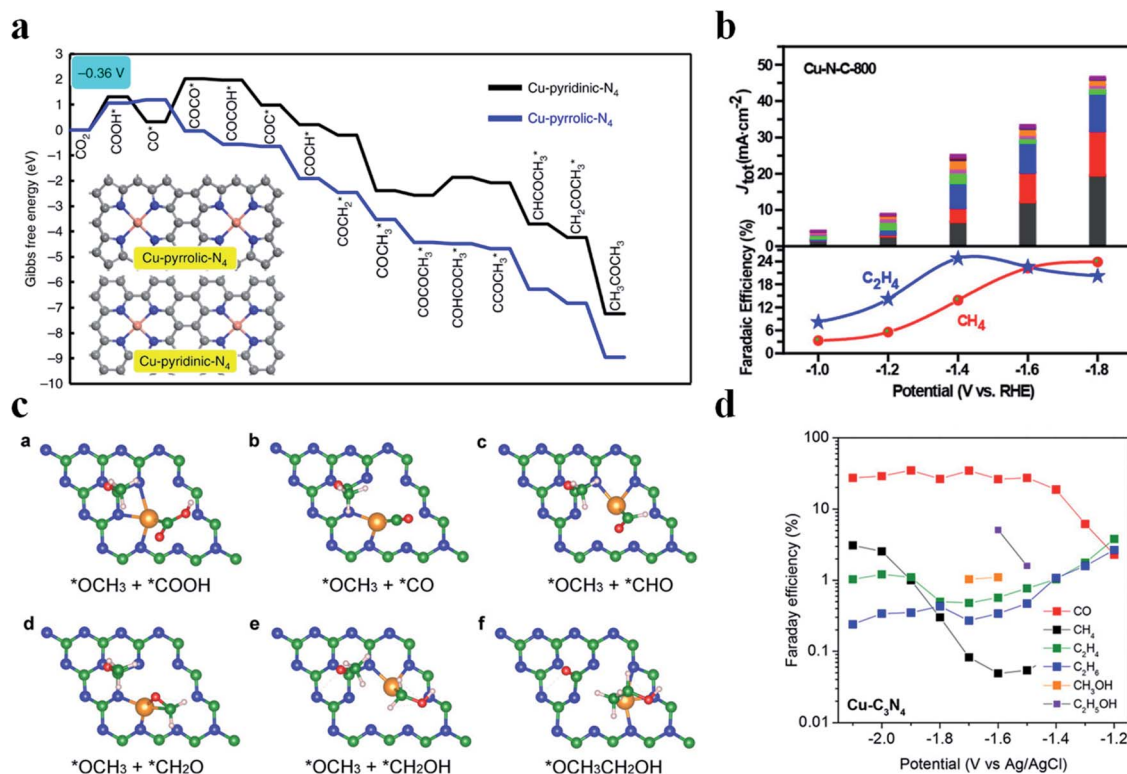 a
3
2
1
0
–1
–2
–3
–4
–5
–6
–7
–8
–9
–10
Gibbs free energy (eV)
–0.36 V
Cu-pyridinic-N₄
Cu-pyrrolic-N₄
CO₂
COOH*
CO*
COCO*
COCOH*
COC*
COCH*
COCH₂*
COCH₃*
COCOCH₃*
COHCOCH₃*
CCOCH₃*
CHCOCH₃*
CH₂COCH₃*
CH₃COCH₃
Cu-pyrrolic-N₄
Cu-pyridinic-N₄
b
Cu-N-C-800
Jtot(mA·cm⁻²)
50
40
30
20
10
0
Faradaic Efficiency (%)
24
18
12
6
0
C₂H₄
CH₄
-1.0 -1.2 -1.4 -1.6 -1.8
Potential (V vs. RHE)
c
a
*OCH₃ + *COOH
b
*OCH₃ + *CO
c
*OCH₃ + *CHO
d
*OCH₃ + *CH₂O
e
*OCH₃ + *CH₂OH
f
*OCH₃CH₂OH
d
Faraday efficiency (%)
100
10
1
0.1
0.01
CO
CH₄
C₂H₄
C₂H₆
CH₃OH
C₂H₅OH
Cu-C₃N₄
-2.0 -1.8 -1.6 -1.4 -1.2
Potential (V vs Ag/AgCl)